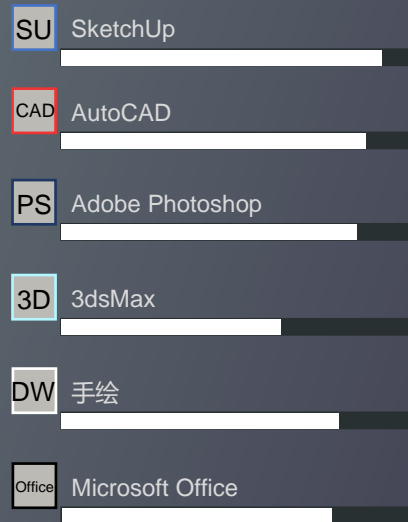 SU SketchUp
CAD AutoCAD
PS Adobe Photoshop
3D 3dsMax
DW 手绘
Office Microsoft Office